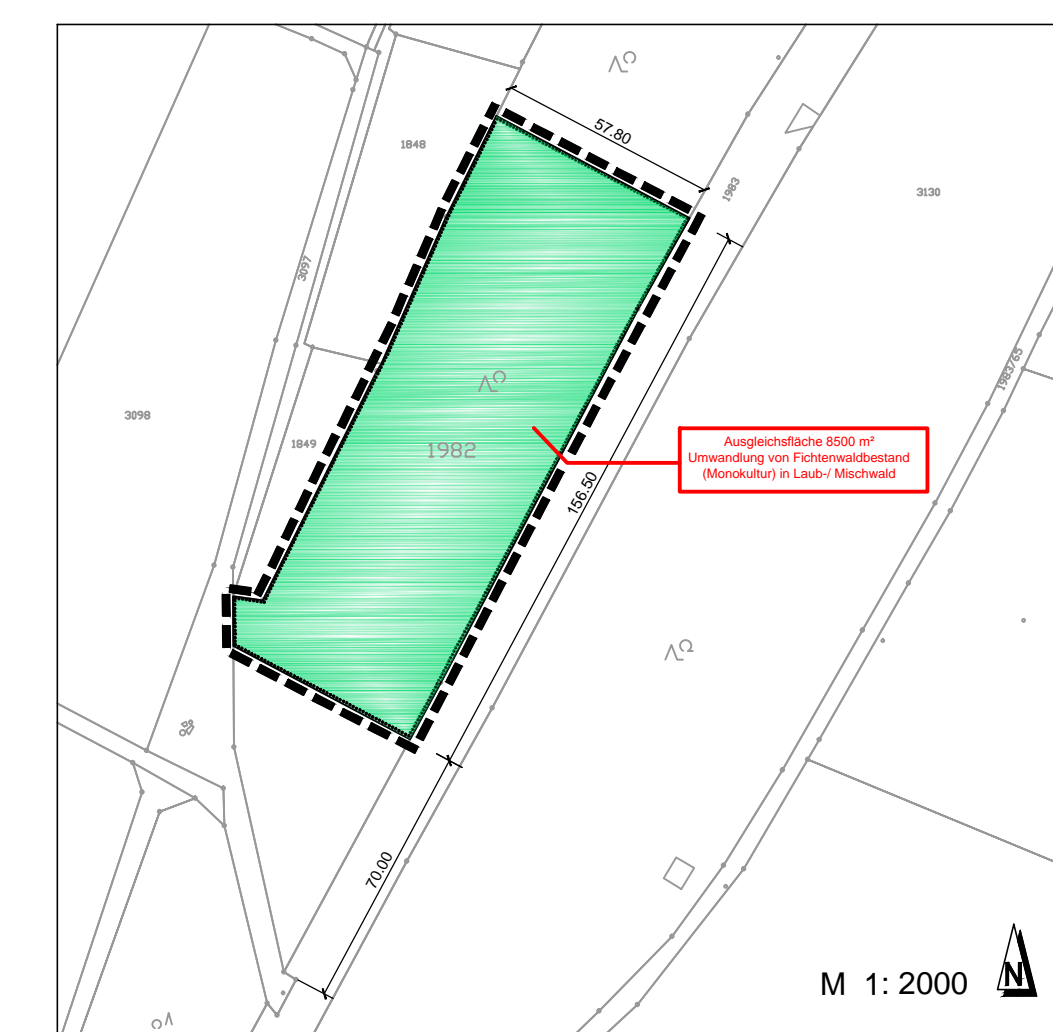 57.80
1848
1983
3130
3097
1983/65
3098
1849
1982
Ausgleichsfläche 8500 m²
Umwandlung von Fichtenwaldbestand
(Monokultur) in Laub-/ Mischwald
156.50
70.00
M 1: 2000
N